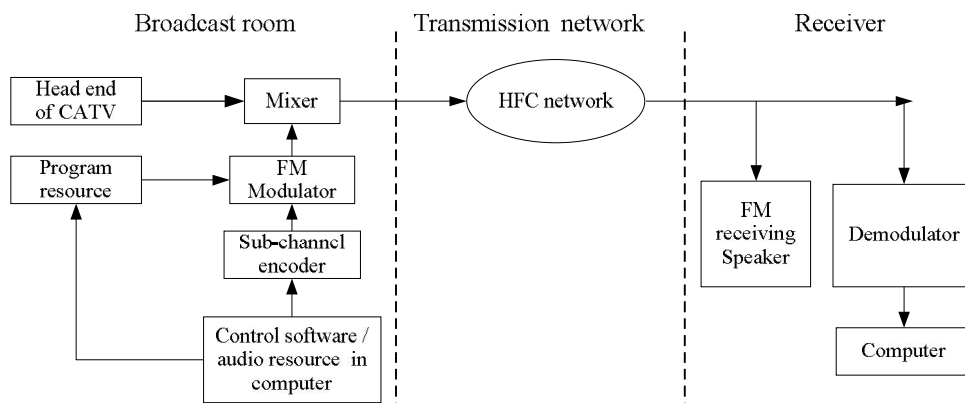 Broadcast room
Transmission network
Receiver
Head end
of CATV
Mixer
HFC network
Program
resource
FM
Modulator
Sub-channel
encoder
Control software /
audio resource in
computer
FM
receiving
Speaker
Demodulator
Computer